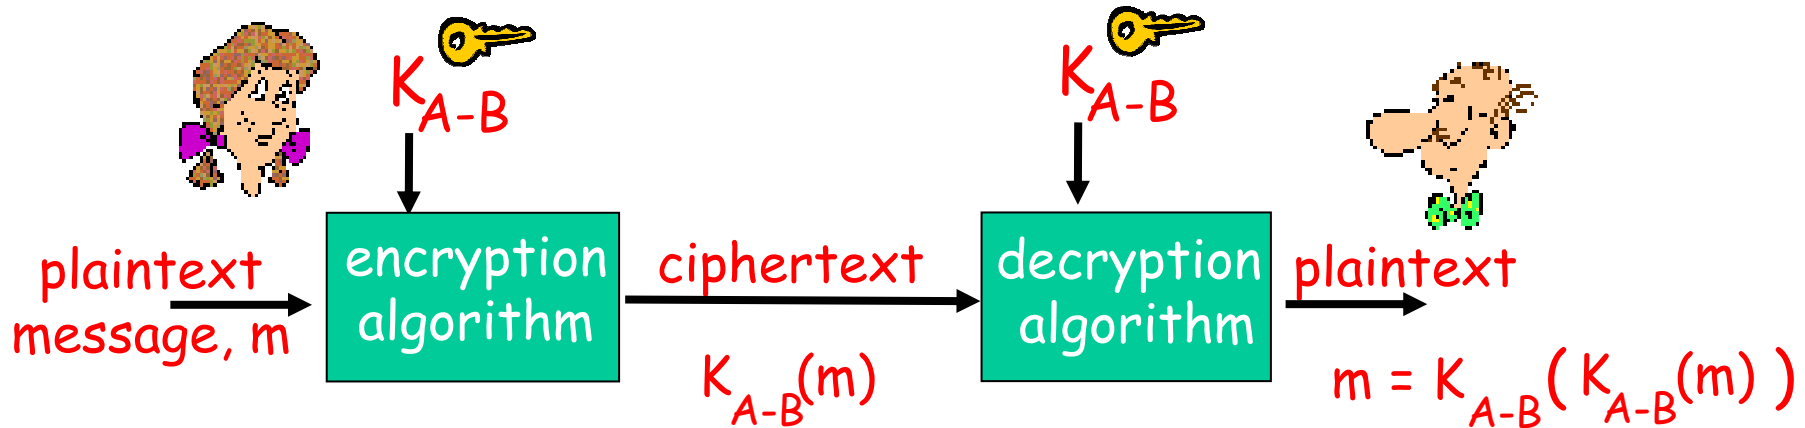 K A-B
K A-B
plaintext
message, m
encryption
algorithm
ciphertext
K A-B (m)
decryption
algorithm
plaintext
m = K A-B ( K A-B (m) )